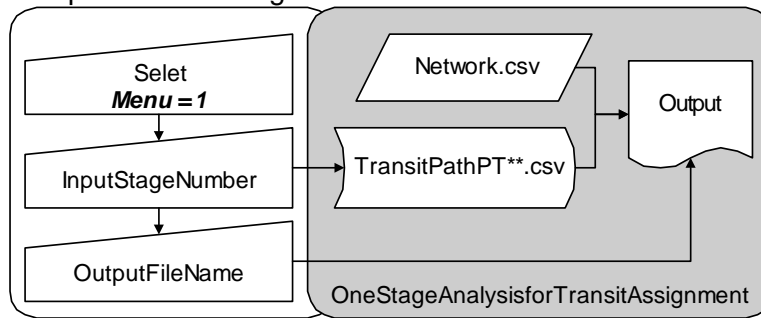 Selet
Menu = 1
InputStageNumber
OutputFileName
Network.csv
TransitPathPT**.csv
Output
OneStageAnalysisforTransitAssignment